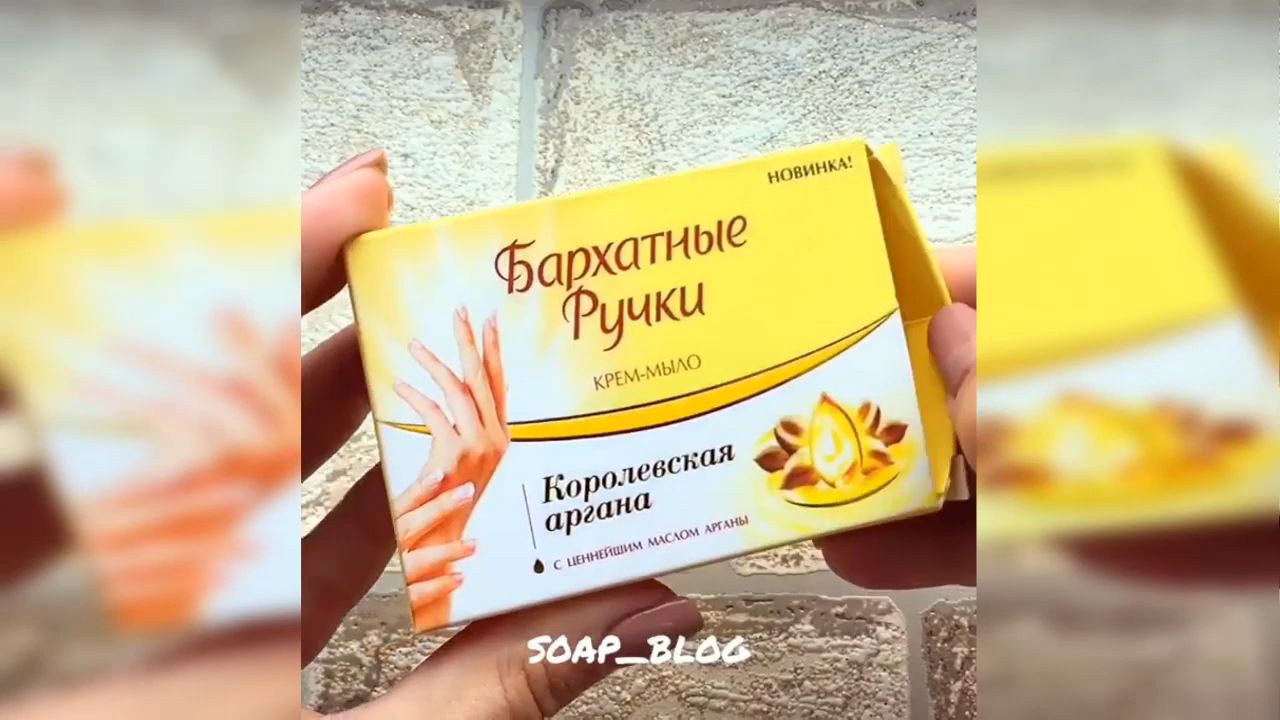 НОВИНКА!
Бархатные
Ручки
КРЕМ-МЫЛО
Королевская
аргана
С ЦЕННЕЙШИМ МАСЛОМ АРГАНЫ
SOAP_BLOG